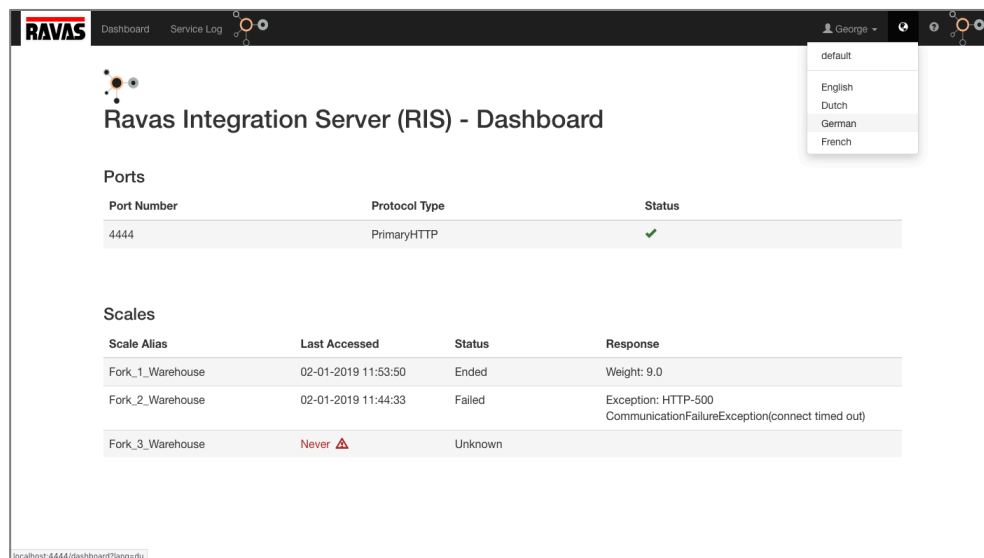 RAVAS Dashboard Service Log George
default
English
Dutch
German
French
Ravas Integration Server (RIS) - Dashboard
Ports
Port Number Protocol Type Status
4444 PrimaryHTTP
Scales
Scale Alias Last Accessed Status Response
Fork_1_Warehouse 02-01-2019 11:53:50 Ended Weight: 9.0
Fork_2_Warehouse 02-01-2019 11:44:33 Failed Exception: HTTP-500
CommunicationFailureException(connect timed out)
Fork_3_Warehouse Never Unknown
localhost:4444/dashboard?lang=du